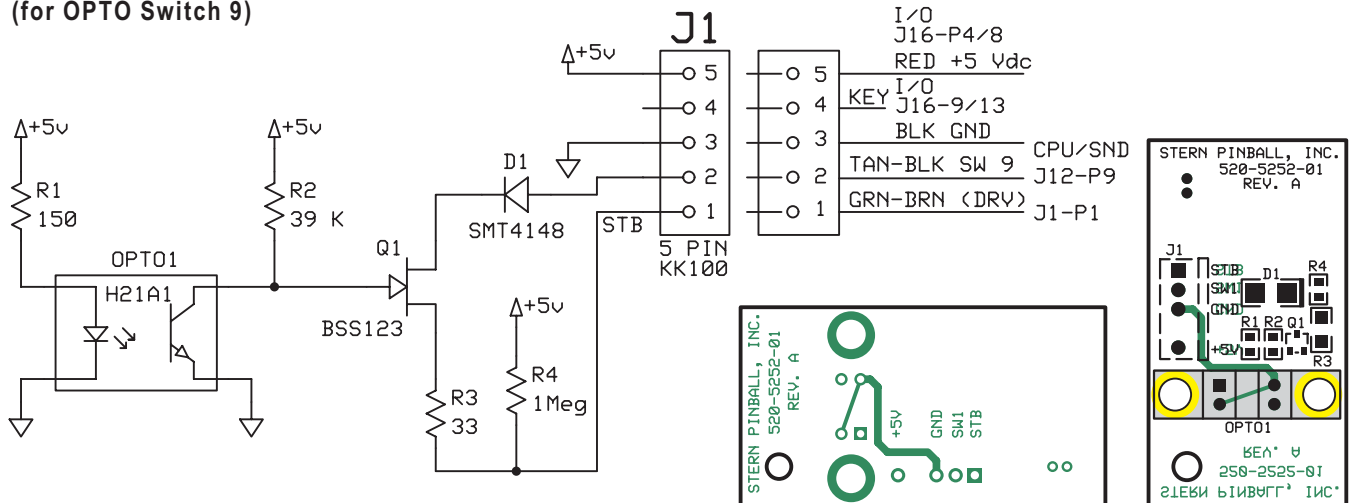 (for OPTO Switch 9)
J1
+5v
5
4
3
2
1
STB
5 PIN
KK100
I/O
J16-P4/8
RED +5 Vdc
5
KEY
I/O
J16-9/13
4
BLK GND
3
CPU/SND
TAN-BLK SW 9
J12-P9
2
GRN-BRN (DRV)
J1-P1
1
+5v
R1
150
+5v
R2
39 K
OPTO1
H21A1
Q1
BSS123
D1
SMT4148
R3
33
+5v
R4
1Meg
STERN PINBALL, INC.
520-5252-01
REV. A
+5V
GND
SW1
STB
STERN PINBALL, INC.
520-5252-01
REV. A
J1
STB
SW1
GND
+5V
D1
R4
R1
R2
Q1
R3
OPTO1
REV. A
520-5252-01
STERN PINBALL, INC.